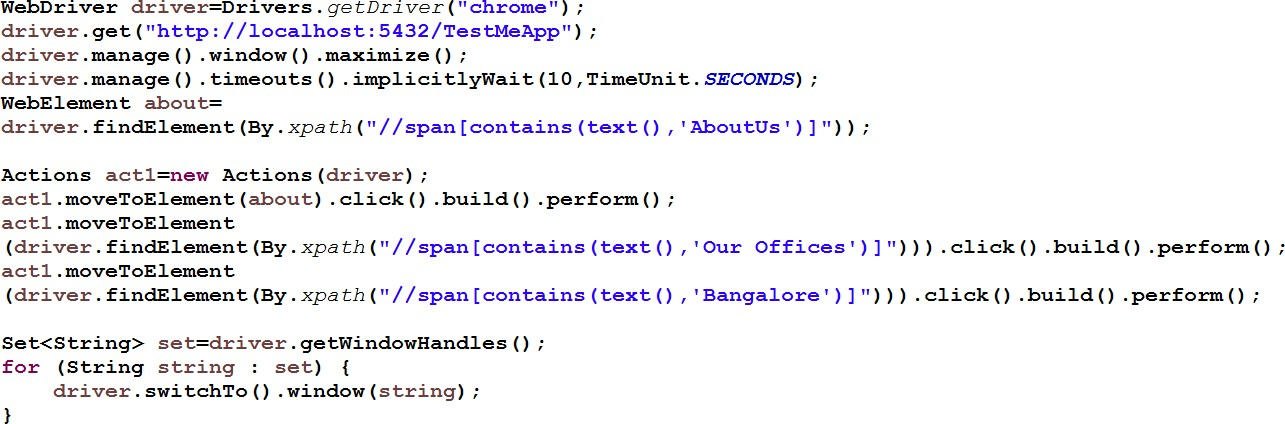 WebDriver driver=Drivers.getDriver("chrome");
driver.get("http://localhost:5432/TestMeApp");
driver.manage().window().maximize();
driver.manage().timeouts().implicitlyWait(10,TimeUnit.SECONDS);
WebElement about=
driver.findElement(By.xpath("//span[contains(text(),'AboutUs')]"));
Actions act1=new Actions(driver);
act1.moveToElement(about).click().build().perform();
act1.moveToElement
(driver.findElement(By.xpath("//span[contains(text(),'Our Offices')]"))).click().build().perform();
act1.moveToElement
(driver.findElement(By.xpath("//span[contains(text(),'Bangalore')]"))).click().build().perform();
Set<String> set=driver.getWindowHandles();
for (String string : set) {
    driver.switchTo().window(string);
}